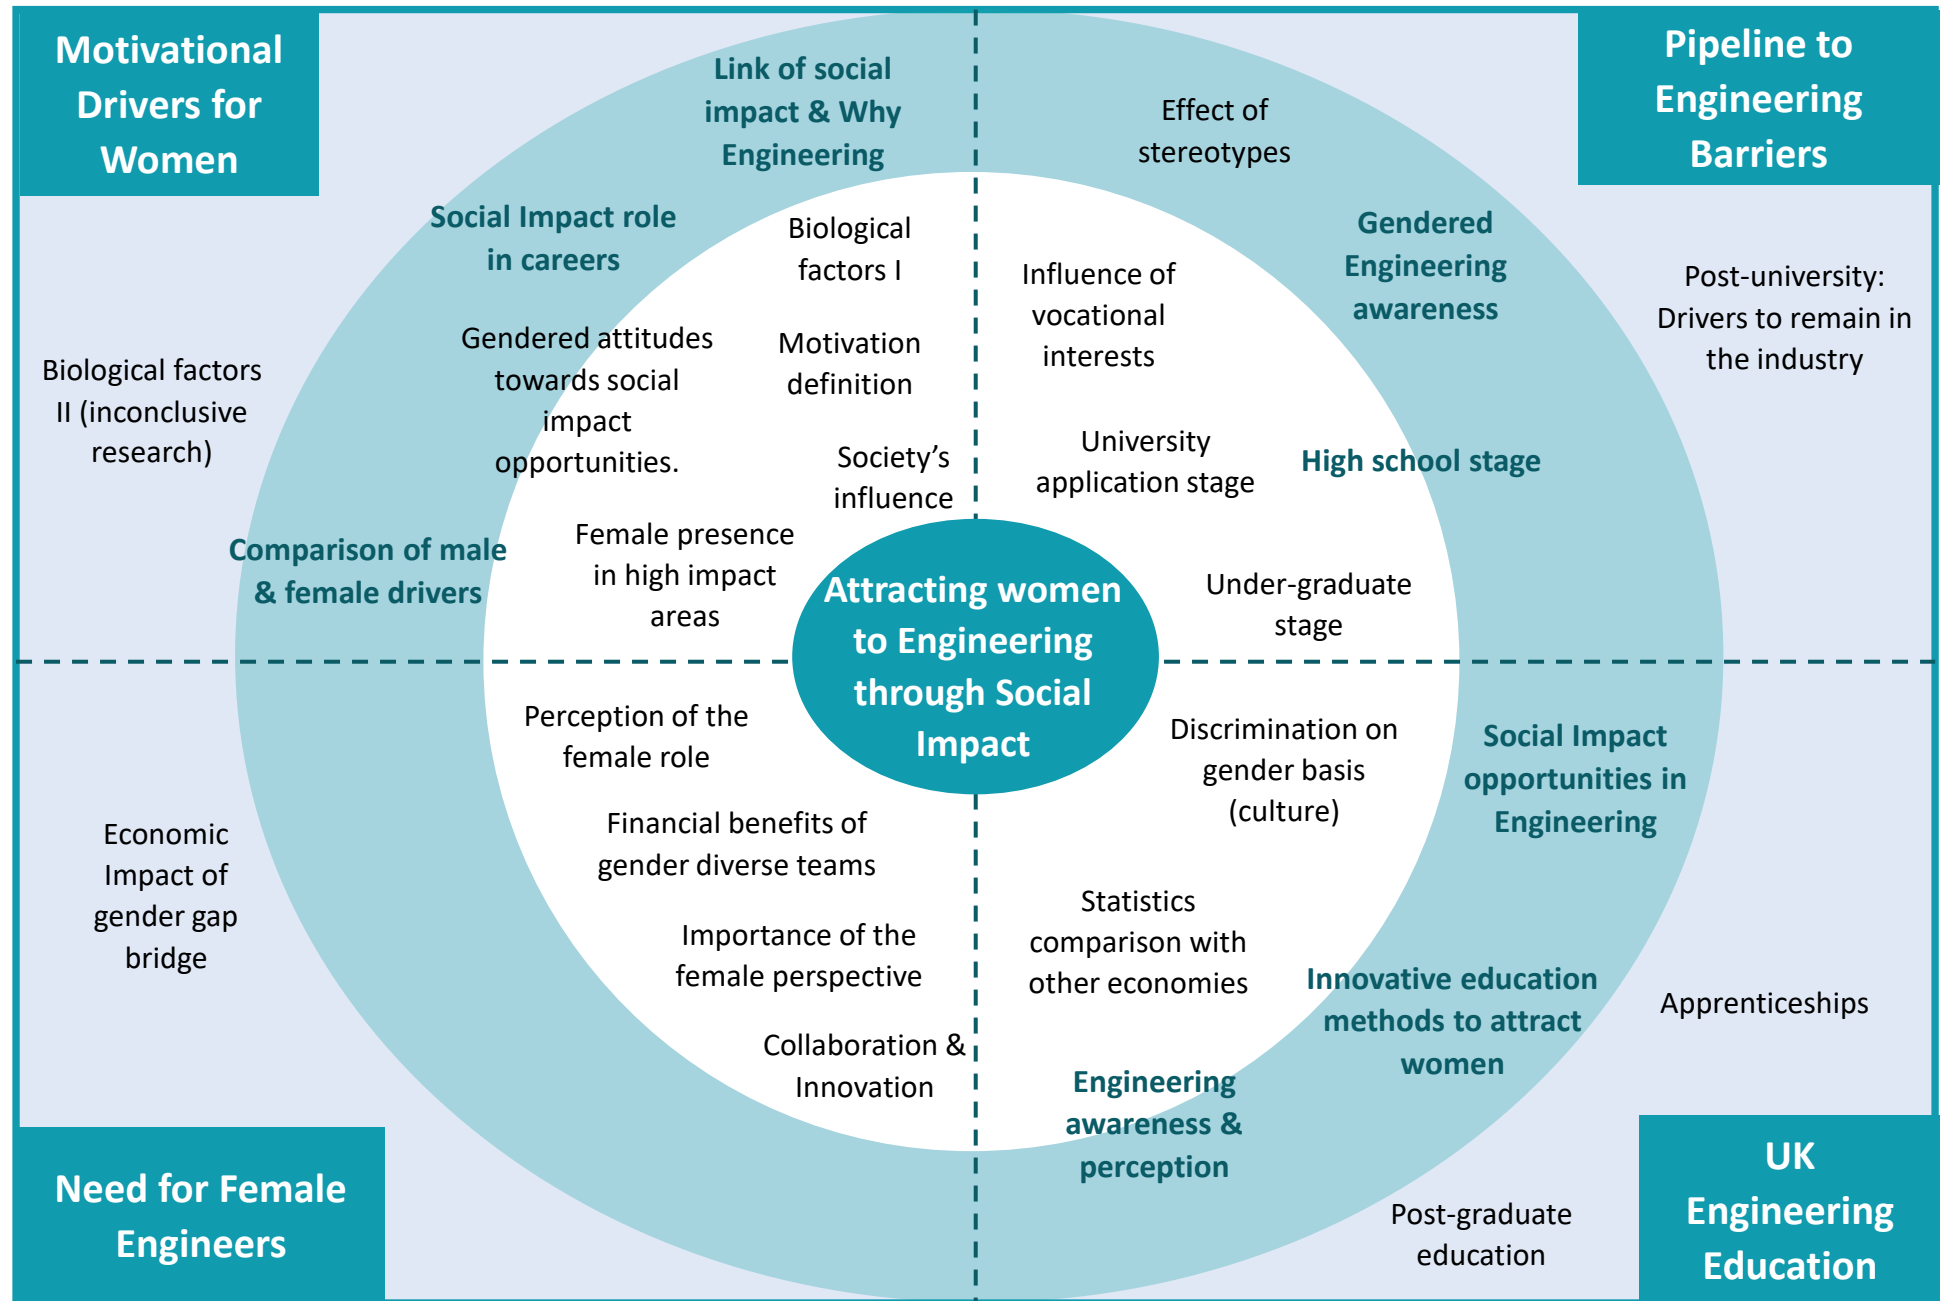 Motivational
Drivers for
Women
Link of social
impact & Why
Engineering
Social Impact role
in careers
Biological
factors I
Gendered attitudes
towards social
impact
opportunities.
Motivation
definition
Biological factors
II (inconclusive
research)
Society’s
influence
Comparison of male
& female drivers
Female presence
in high impact
areas
Pipeline to
Engineering
Barriers
Effect of
stereotypes
Gendered
Engineering
awareness
Influence of
vocational
interests
Post-university:
Drivers to remain in
the industry
University
application stage
High school stage
Under-graduate
stage
Attracting women
to Engineering
through Social
Impact
Perception of the
female role
Financial benefits of
gender diverse teams
Economic
Impact of
gender gap
bridge
Importance of the
female perspective
Collaboration &
Innovation
Need for Female
Engineers
Discrimination on
gender basis
(culture)
Social Impact
opportunities in
Engineering
Statistics
comparison with
other economies
Innovative education
methods to attract
women
Apprenticeships
Engineering
awareness &
perception
Post-graduate
education
UK
Engineering
Education